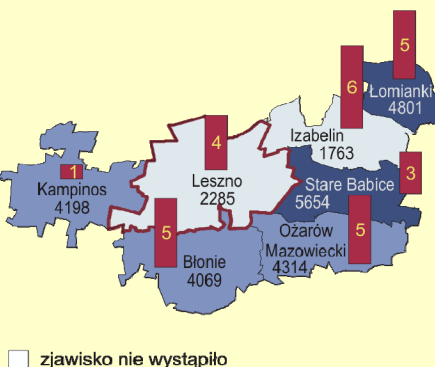 5
Łomianki
4801
6
Izabelin
1763
4
Leszno
2285
1
Kampinos
4198
3
Stare Babice
5654
5
Błonie
4069
5
Ożarów
Mazowiecki
4314
zjawisko nie wystąpiło